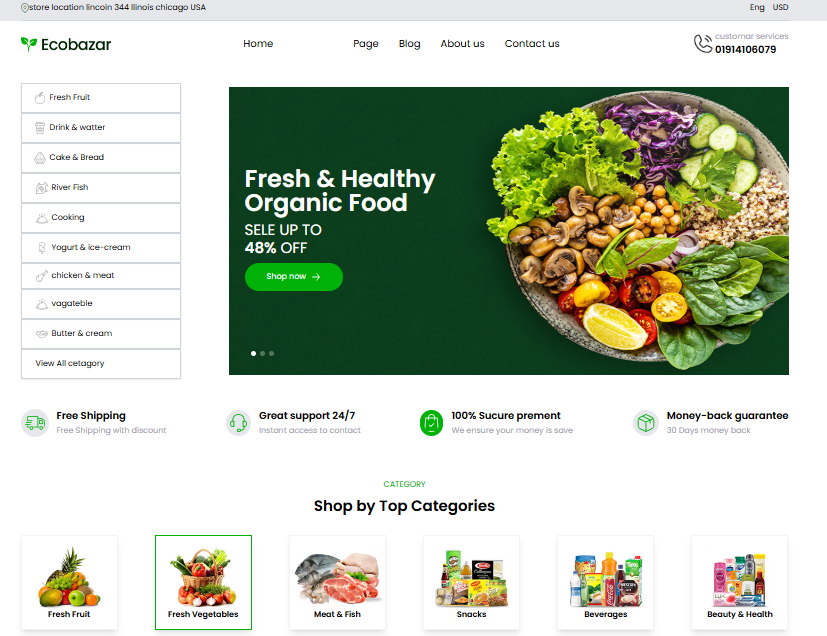 store location lincoin 344 llinois chicago USA
Eng USD
Ecobazar
Home Page Blog About us Contact us
customar services
01914106079
Fresh Fruit
Drink & watter
Cake & Bread
River Fish
Cooking
Yogurt & ice-cream
chicken & meat
vagateble
Butter & cream
View All cetagory
Fresh & Healthy
Organic Food
SELE UP TO
48% OFF
Shop now →
Free Shipping
Free Shipping with discount
Great support 24/7
Instant access to contact
100% Sucure prement
We ensure your money is save
Money-back guarantee
30 Days money back
CATEGORY
Shop by Top Categories
Fresh Fruit
Fresh Vegetables
Meat & Fish
Snacks
Beverages
Beauty & Health